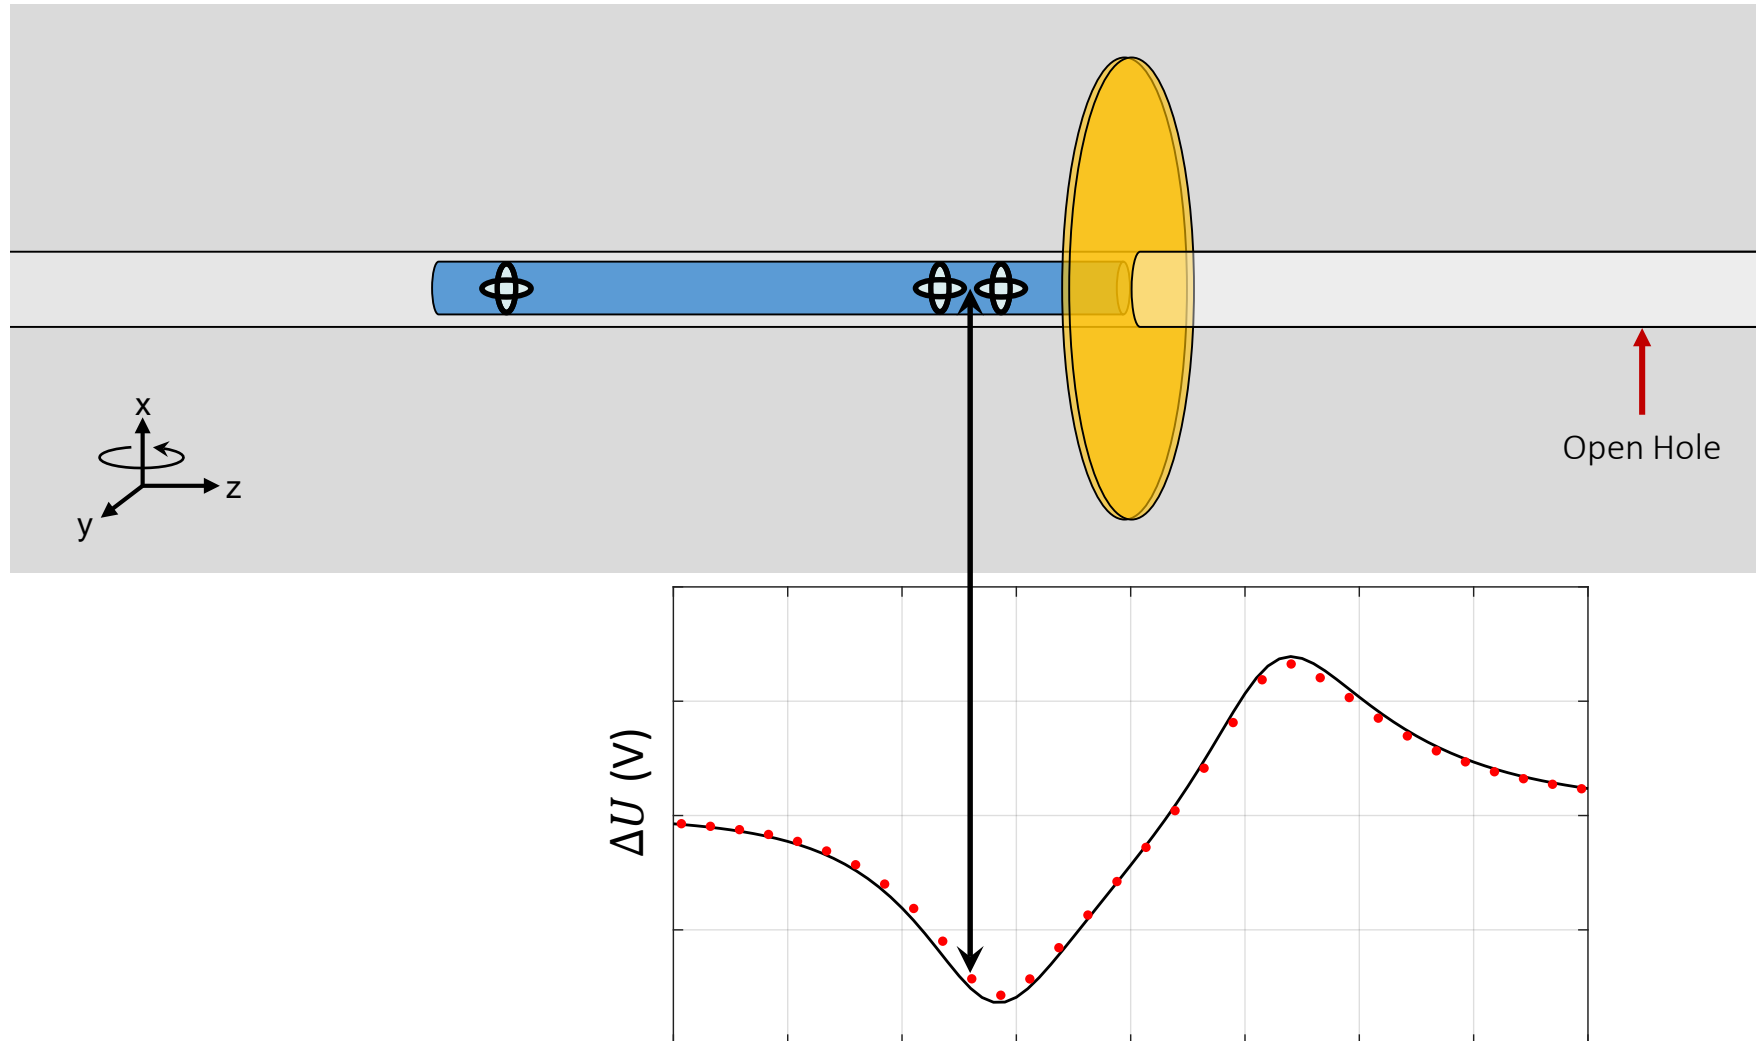 x
z
y
Open Hole
ΔU (V)